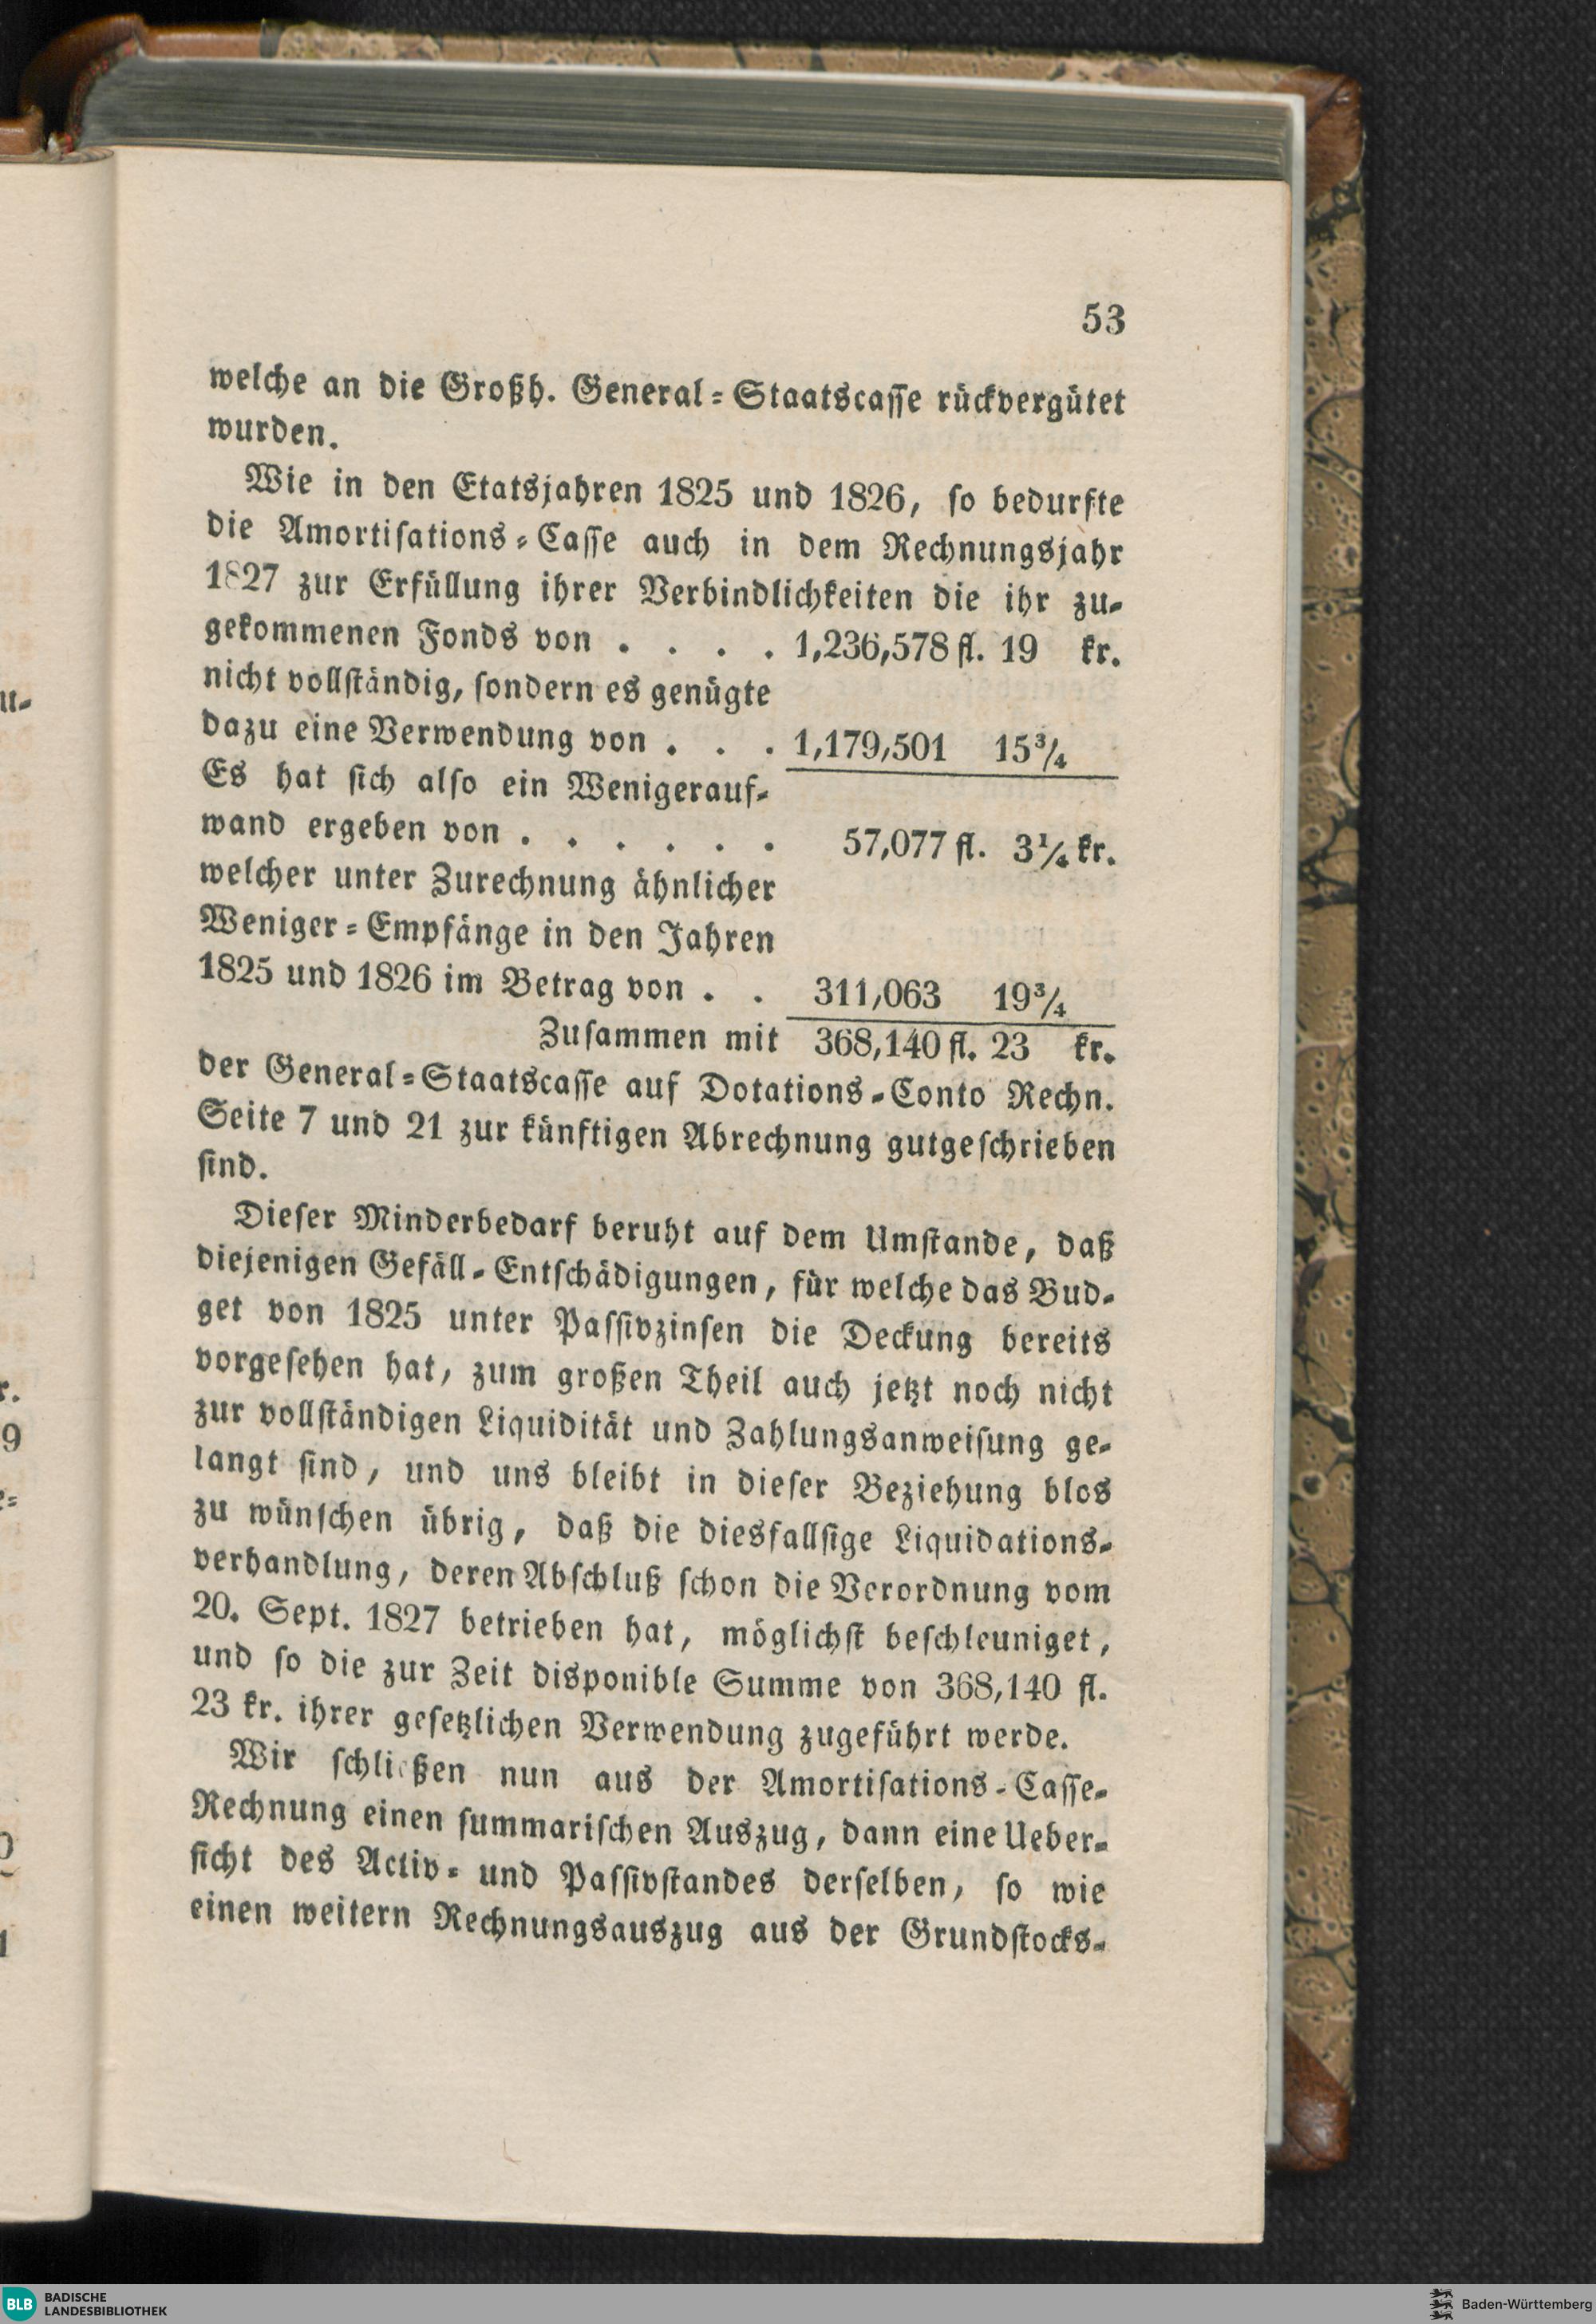 53
welche an die Großh. General-Staatscasse rückvergütet
wurden.
Wie in den Etatsjahren 1825 und 1826, so bedurfte
die Amortisations-Casse auch in dem Rechnungsjahr
1827 zur Erfüllung ihrer Verbindlichkeiten die ihr zu-
gekommenen Fonds von . . . . 1,236,578 fl. 19 kr.
nicht vollständig, sondern es genügte
dazu eine Verwendung von . . . 1,179,501 15¾
Es hat sich also ein Wenigerauf-
wand ergeben von . . . . . . 57,077 fl. 3¼ kr.
welcher unter Zurechnung ähnlicher
Weniger-Empfänge in den Jahren
1825 und 1826 im Betrag von . . 311,063 19¾
Zusammen mit 368,140 fl. 23 kr.
der General-Staatscasse auf Dotations-Conto Rechn.
Seite 7 und 21 zur künftigen Abrechnung gutgeschrieben
sind.
Dieser Minderbedarf beruht auf dem Umstande, daß
diejenigen Gefäll-Entschädigungen, für welche das Bud-
get von 1825 unter Passivzinsen die Deckung bereits
vorgesehen hat, zum großen Theil auch jetzt noch nicht
zur vollständigen Liquidität und Zahlungsanweisung ge-
langt sind, und uns bleibt in dieser Beziehung blos
zu wünschen übrig, daß die diesfallsige Liquidations-
verhandlung, deren Abschluß schon die Verordnung vom
20. Sept. 1827 betrieben hat, möglichst beschleuniget,
und so die zur Zeit disponible Summe von 368,140 fl.
23 kr. ihrer gesetzlichen Verwendung zugeführt werde.
Wir schließen nun aus der Amortisations-Casse-
Rechnung einen summarischen Auszug, dann eine Ueber-
sicht des Activ- und Passivstandes derselben, so wie
einen weitern Rechnungsauszug aus der Grundstocks-
BLB BADISCHE
LANDESBIBLIOTHEK
Baden-Württemberg